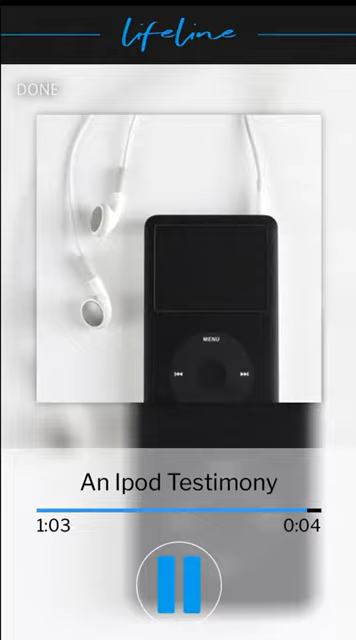 lifeline
DONE
MENU
An Ipod Testimony
1:03 0:04